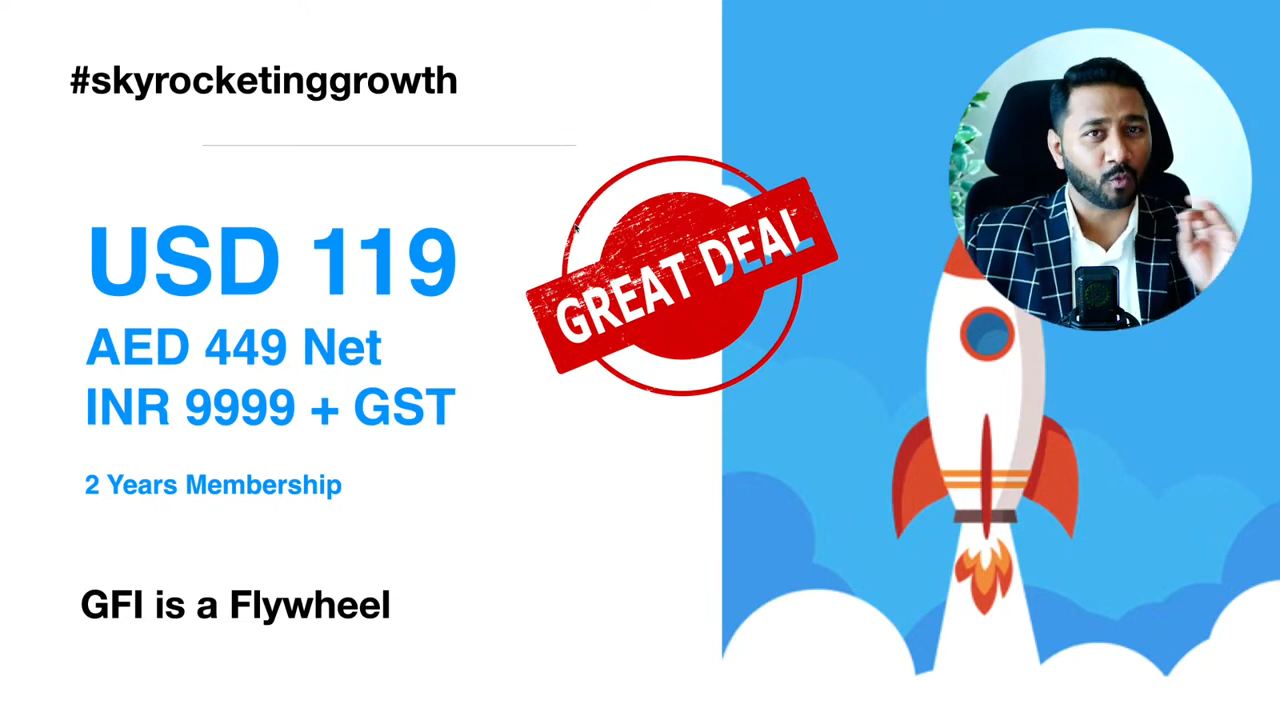 #skyrocketinggrowth
USD 119
AED 449 Net
INR 9999 + GST
2 Years Membership
GREAT DEAL
GFI is a Flywheel